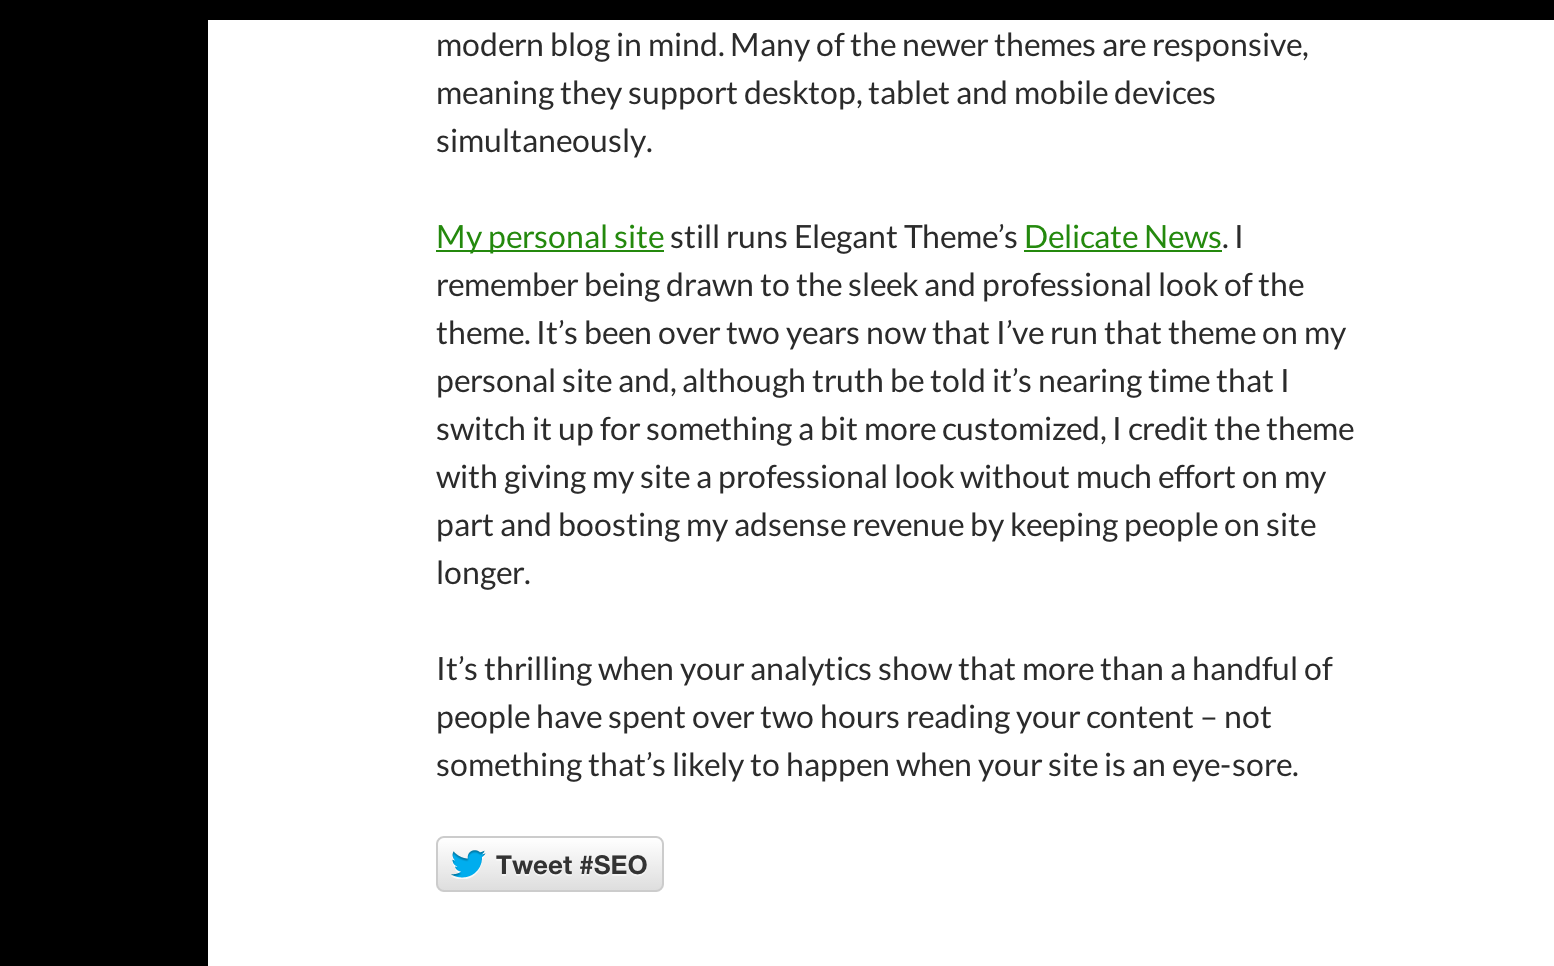 modern blog in mind. Many of the newer themes are responsive,
meaning they support desktop, tablet and mobile devices
simultaneously.
My personal site still runs Elegant Theme’s Delicate News. I
remember being drawn to the sleek and professional look of the
theme. It’s been over two years now that I’ve run that theme on my
personal site and, although truth be told it’s nearing time that I
switch it up for something a bit more customized, I credit the theme
with giving my site a professional look without much effort on my
part and boosting my adsense revenue by keeping people on site
longer.
It’s thrilling when your analytics show that more than a handful of
people have spent over two hours reading your content – not
something that’s likely to happen when your site is an eye-sore.
Tweet #SEO